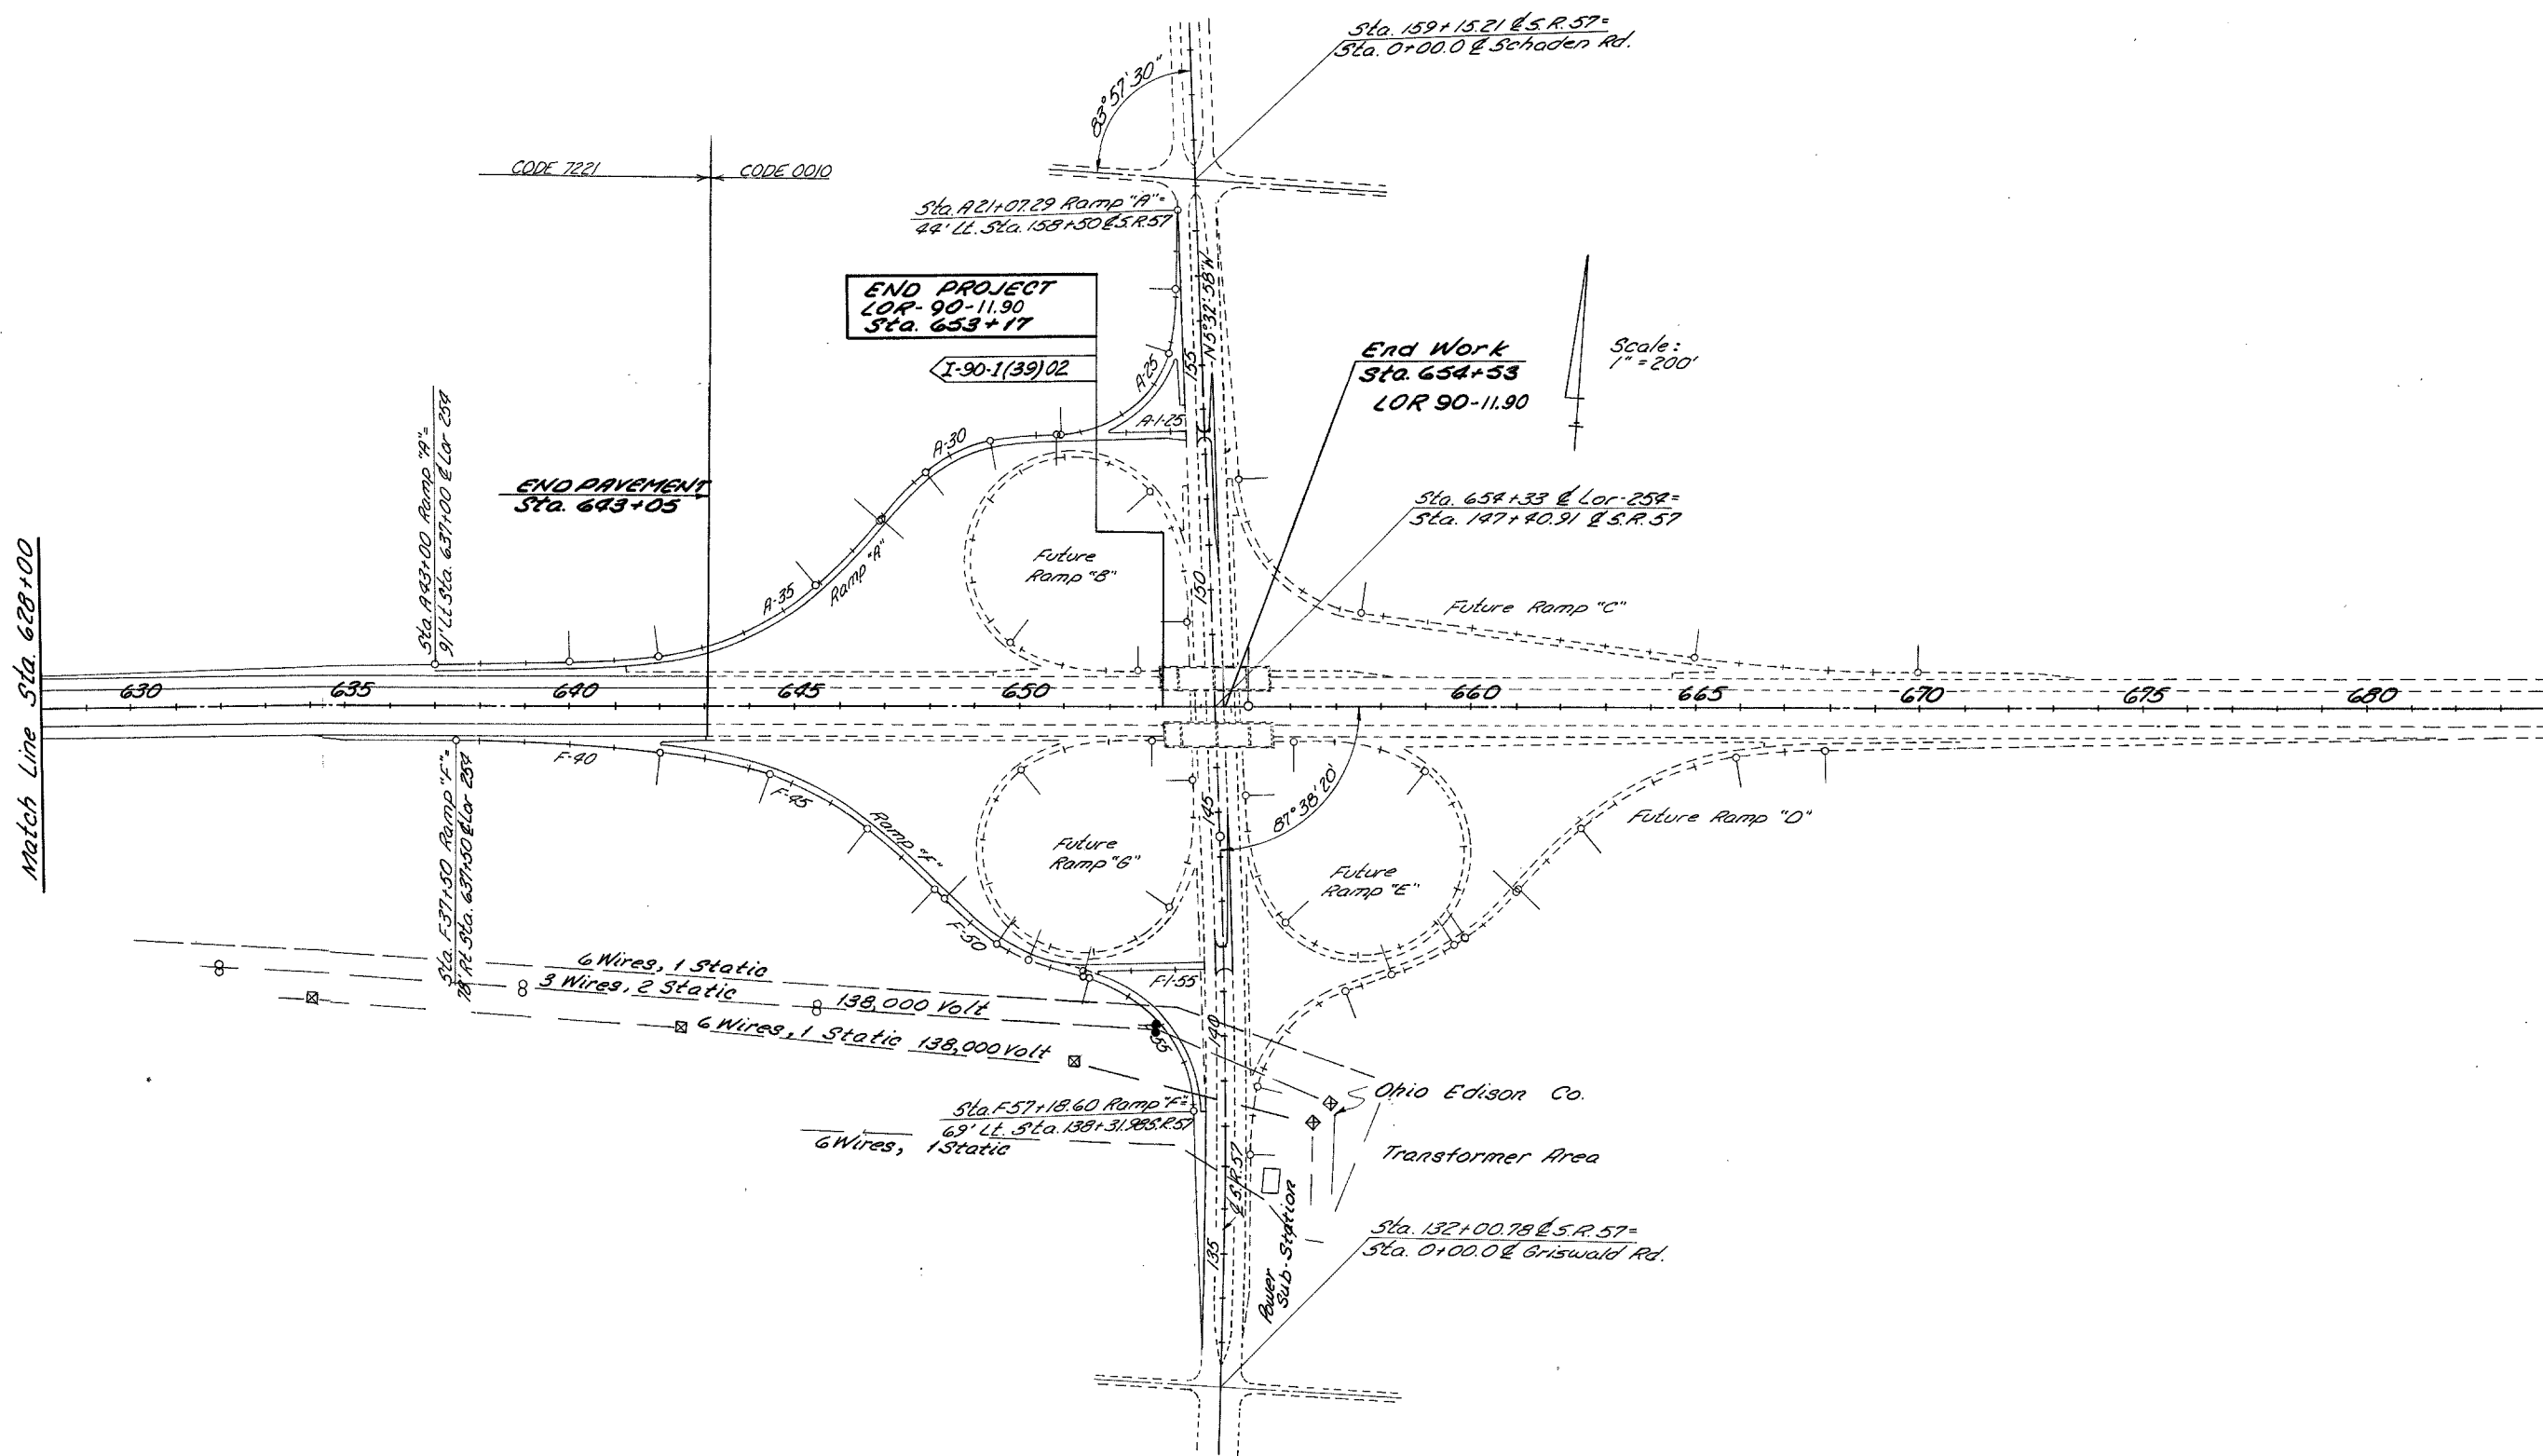 Sta. 159+15.21 ℄ S.R. 57=
Sta. 0+00.0 ℄ Schaden Rd.
83°57'30"
CODE 7221
CODE 0010
Sta. A21+07.29 Ramp "A"=
44' Lt. Sta. 158+50 ℄ S.R.57
END PROJECT
LOR-90-11.90
Sta. 653+17
I-90-1(39)02
N5°32'58"W
155
End Work
Sta. 654+53
LOR 90-11.90
Scale:
1" = 200'
A-25
A-1-25
A-30
END PAVEMENT
Sta. 643+05
Sta. A43+00 Ramp "A"=
91' Lt Sta. 637+00 ℄ Lor 254
Sta. 654+33 ℄ Lor-254=
Sta. 147+40.91 ℄ S.R. 57
Match Line Sta. 628+00
Future
Ramp "B"
150
A-35
Ramp "A"
Future Ramp "C"
630
635
640
645
650
660
665
670
675
680
F-40
F-45
Ramp "F"
145
87°38'20"
Future Ramp "D"
Future
Ramp "G"
Future
Ramp "E"
Sta. F37+50 Ramp "F"=
78' Rt Sta. 637+50 ℄ Lor 254
F-50
F-1-55
6 Wires, 1 Static
3 Wires, 2 Static
138,000 Volt
6 Wires, 1 Static 138,000 Volt
140
Ohio Edison Co.
Sta. F57+18.60 Ramp "F"=
69' Lt. Sta. 138+31.98 S.R.57
6 Wires, 1 Static
Transformer Area
℄ S.R.57
135
Power
Sub-Station
Sta. 132+00.78 ℄ S.R. 57=
Sta. 0+00.0 ℄ Griswald Rd.